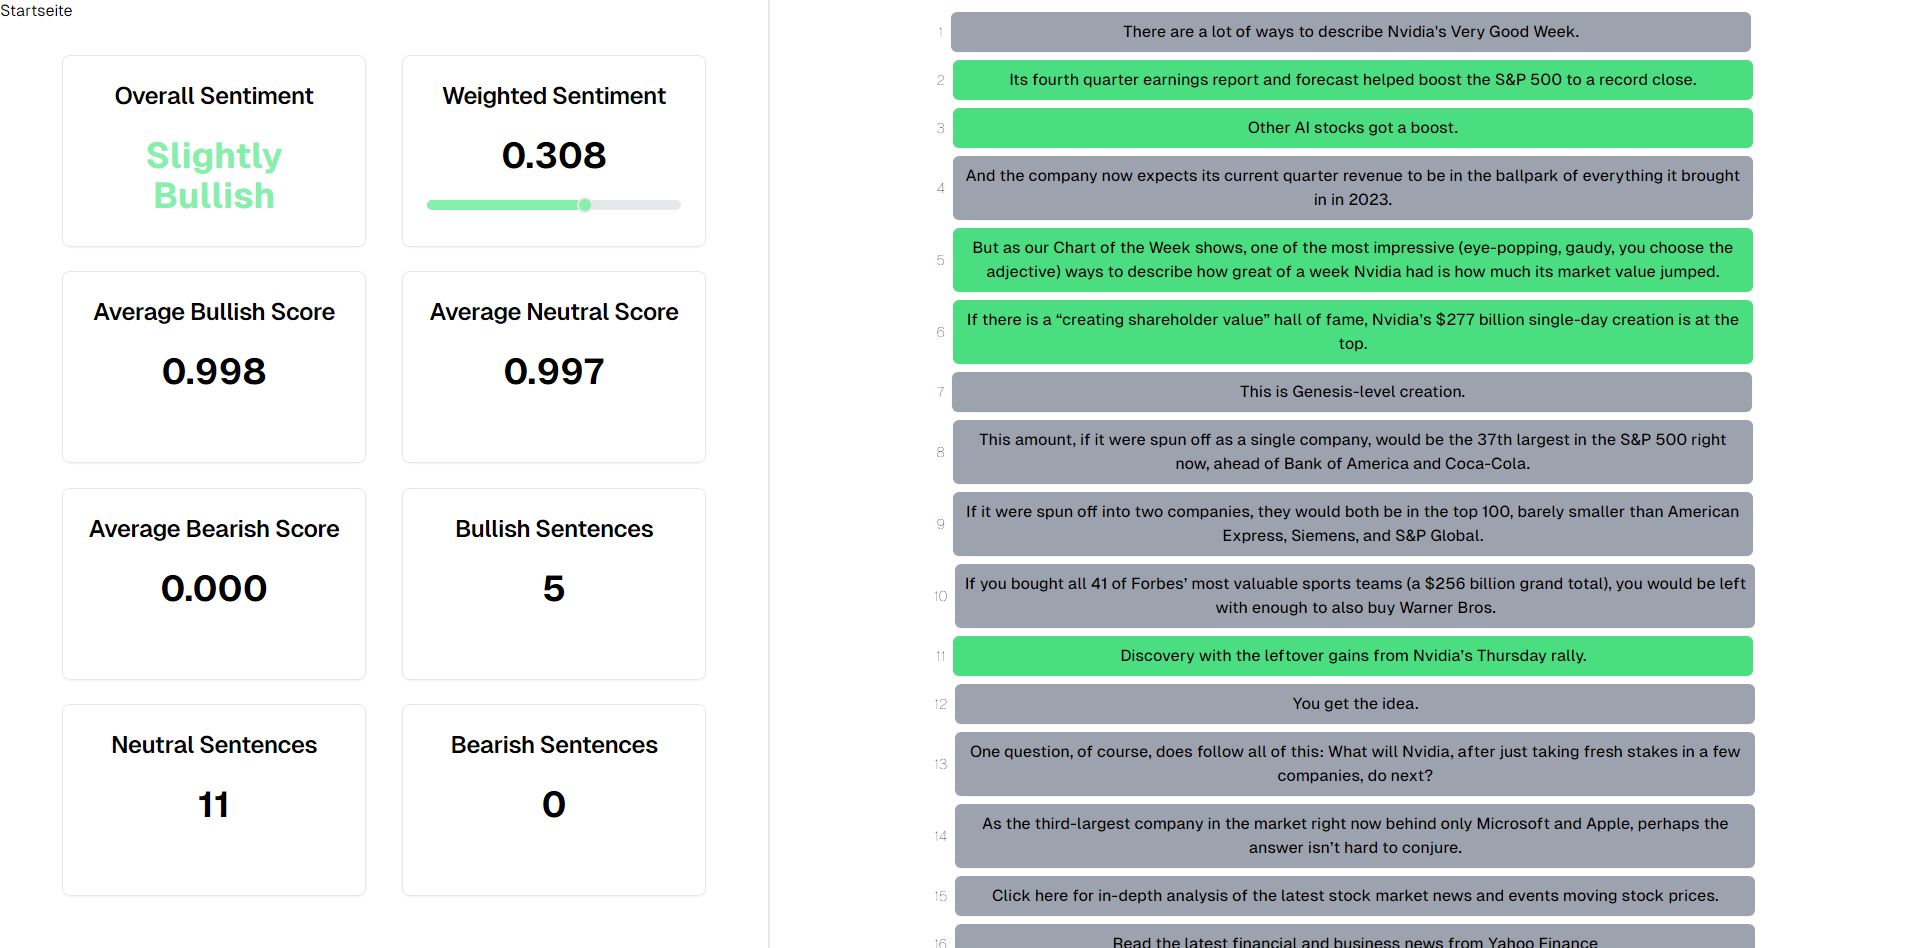 Startseite
Overall Sentiment
Slightly
Bullish
Weighted Sentiment
0.308
Average Bullish Score
0.998
Average Neutral Score
0.997
Average Bearish Score
0.000
Bullish Sentences
5
Neutral Sentences
11
Bearish Sentences
0
1 There are a lot of ways to describe Nvidia's Very Good Week.
2 Its fourth quarter earnings report and forecast helped boost the S&P 500 to a record close.
3 Other AI stocks got a boost.
4 And the company now expects its current quarter revenue to be in the ballpark of everything it brought
in in 2023.
5 But as our Chart of the Week shows, one of the most impressive (eye-popping, gaudy, you choose the
adjective) ways to describe how great of a week Nvidia had is how much its market value jumped.
6 If there is a “creating shareholder value” hall of fame, Nvidia’s $277 billion single-day creation is at the
top.
7 This is Genesis-level creation.
8 This amount, if it were spun off as a single company, would be the 37th largest in the S&P 500 right
now, ahead of Bank of America and Coca-Cola.
9 If it were spun off into two companies, they would both be in the top 100, barely smaller than American
Express, Siemens, and S&P Global.
10 If you bought all 41 of Forbes’ most valuable sports teams (a $256 billion grand total), you would be left
with enough to also buy Warner Bros.
11 Discovery with the leftover gains from Nvidia’s Thursday rally.
12 You get the idea.
13 One question, of course, does follow all of this: What will Nvidia, after just taking fresh stakes in a few
companies, do next?
14 As the third-largest company in the market right now behind only Microsoft and Apple, perhaps the
answer isn’t hard to conjure.
15 Click here for in-depth analysis of the latest stock market news and events moving stock prices.
16 Read the latest financial and business news from Yahoo Finance